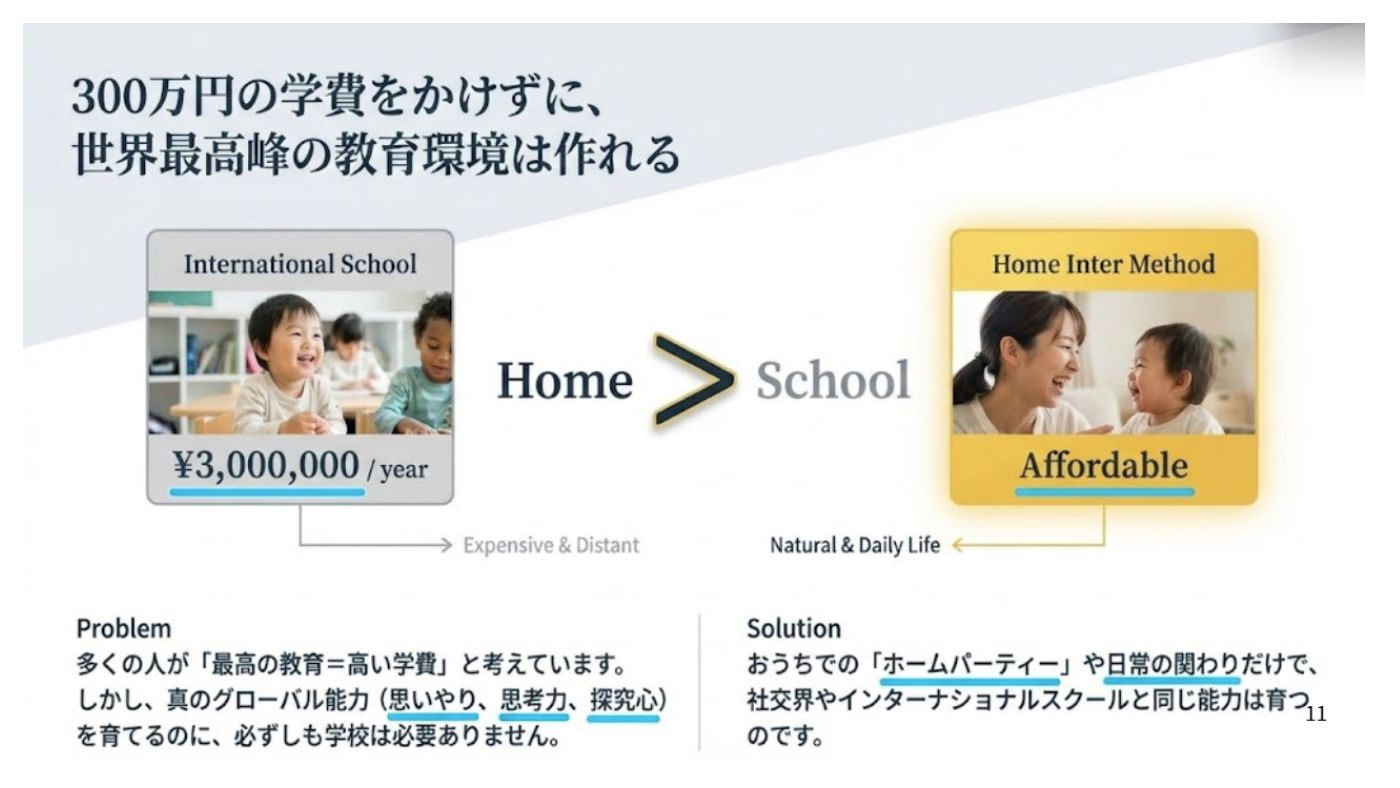 300万円の学費をかけずに、
世界最高峰の教育環境は作れる
International School
¥3,000,000 / year
Expensive & Distant
Home > School
Home Inter Method
Affordable
Natural & Daily Life
Problem
多くの人が「最高の教育＝高い学費」と考えています。
しかし、真のグローバル能力（思いやり、思考力、探究心）
を育てるのに、必ずしも学校は必要ありません。
Solution
おうちでの「ホームパーティー」や日常の関わりだけで、
社交界やインターナショナルスクールと同じ能力は育つ
のです。
11